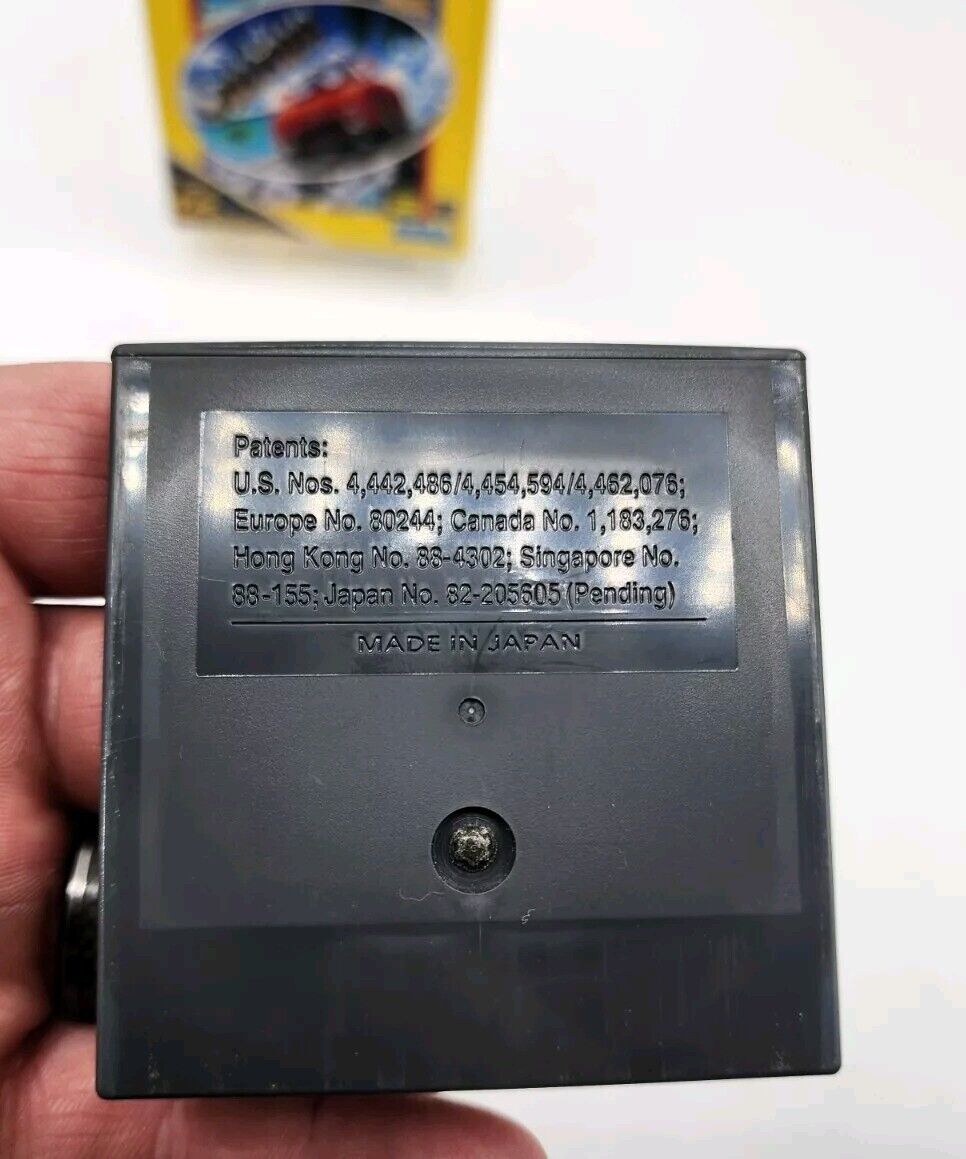 Patents:
U.S. Nos. 4,442,486/4,454,594/4,462,076;
Europe No. 80244; Canada No. 1,183,276;
Hong Kong No. 88-4302; Singapore No.
88-155; Japan No. 82-205605 (Pending)
MADE IN JAPAN